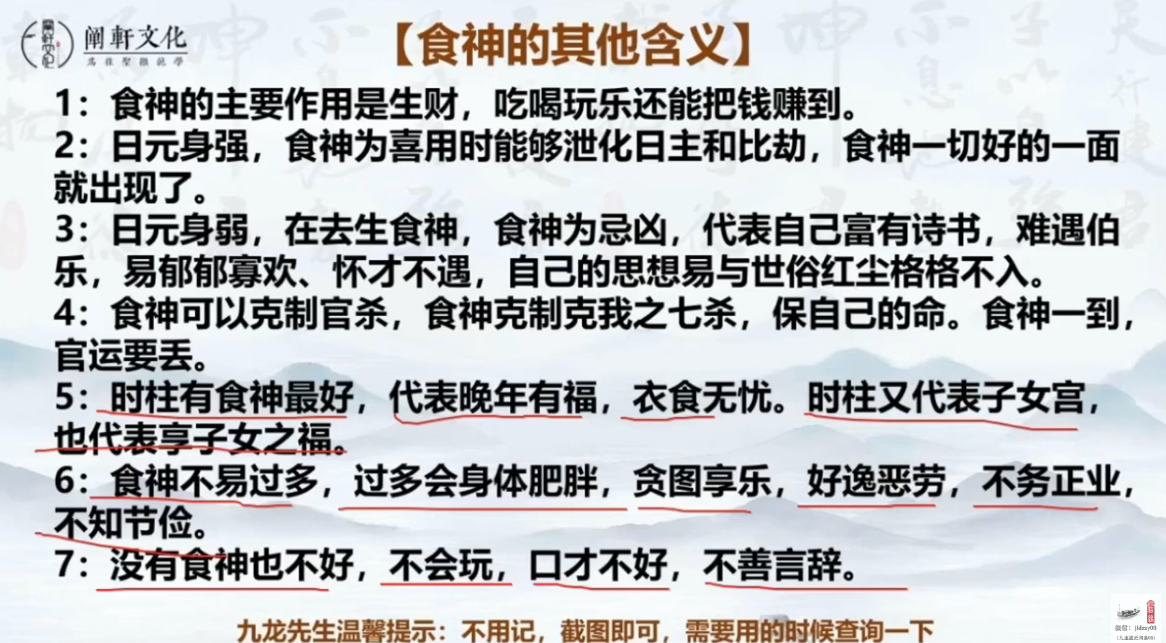 阐軒文化
為往聖繼絶學
【食神的其他含义】
1：食神的主要作用是生财，吃喝玩乐还能把钱赚到。
2：日元身强，食神为喜用时能够泄化日主和比劫，食神一切好的一面
就出现了。
3：日元身弱，在去生食神，食神为忌凶，代表自己富有诗书，难遇伯
乐，易郁郁寡欢、怀才不遇，自己的思想易与世俗红尘格格不入。
4：食神可以克制官杀，食神克制克我之七杀，保自己的命。食神一到，
官运要丢。
5：时柱有食神最好，代表晚年有福，衣食无忧。时柱又代表子女宫，
也代表享子女之福。
6：食神不易过多，过多会身体肥胖，贪图享乐，好逸恶劳，不务正业，
不知节俭。
7：没有食神也不好，不会玩，口才不好，不善言辞。
九龙先生温馨提示：不用记，截图即可，需要用的时候查询一下